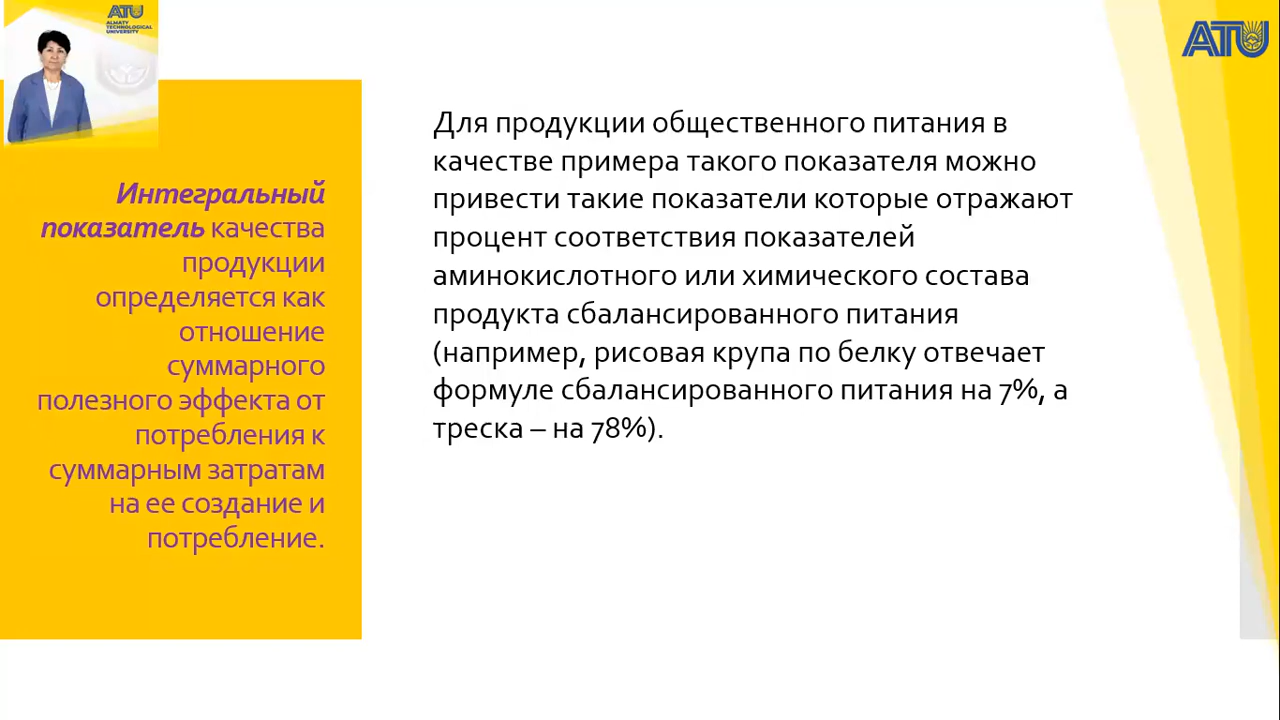 ATU
ALMATY
TECHNOLOGICAL
UNIVERSITY
ATU
Интегральный
показатель качества
продукции
определяется как
отношение
суммарного
полезного эффекта от
потребления к
суммарным затратам
на ее создание и
потребление.
Для продукции общественного питания в
качестве примера такого показателя можно
привести такие показатели которые отражают
процент соответствия показателей
аминокислотного или химического состава
продукта сбалансированного питания
(например, рисовая крупа по белку отвечает
формуле сбалансированного питания на 7%, а
треска – на 78%).